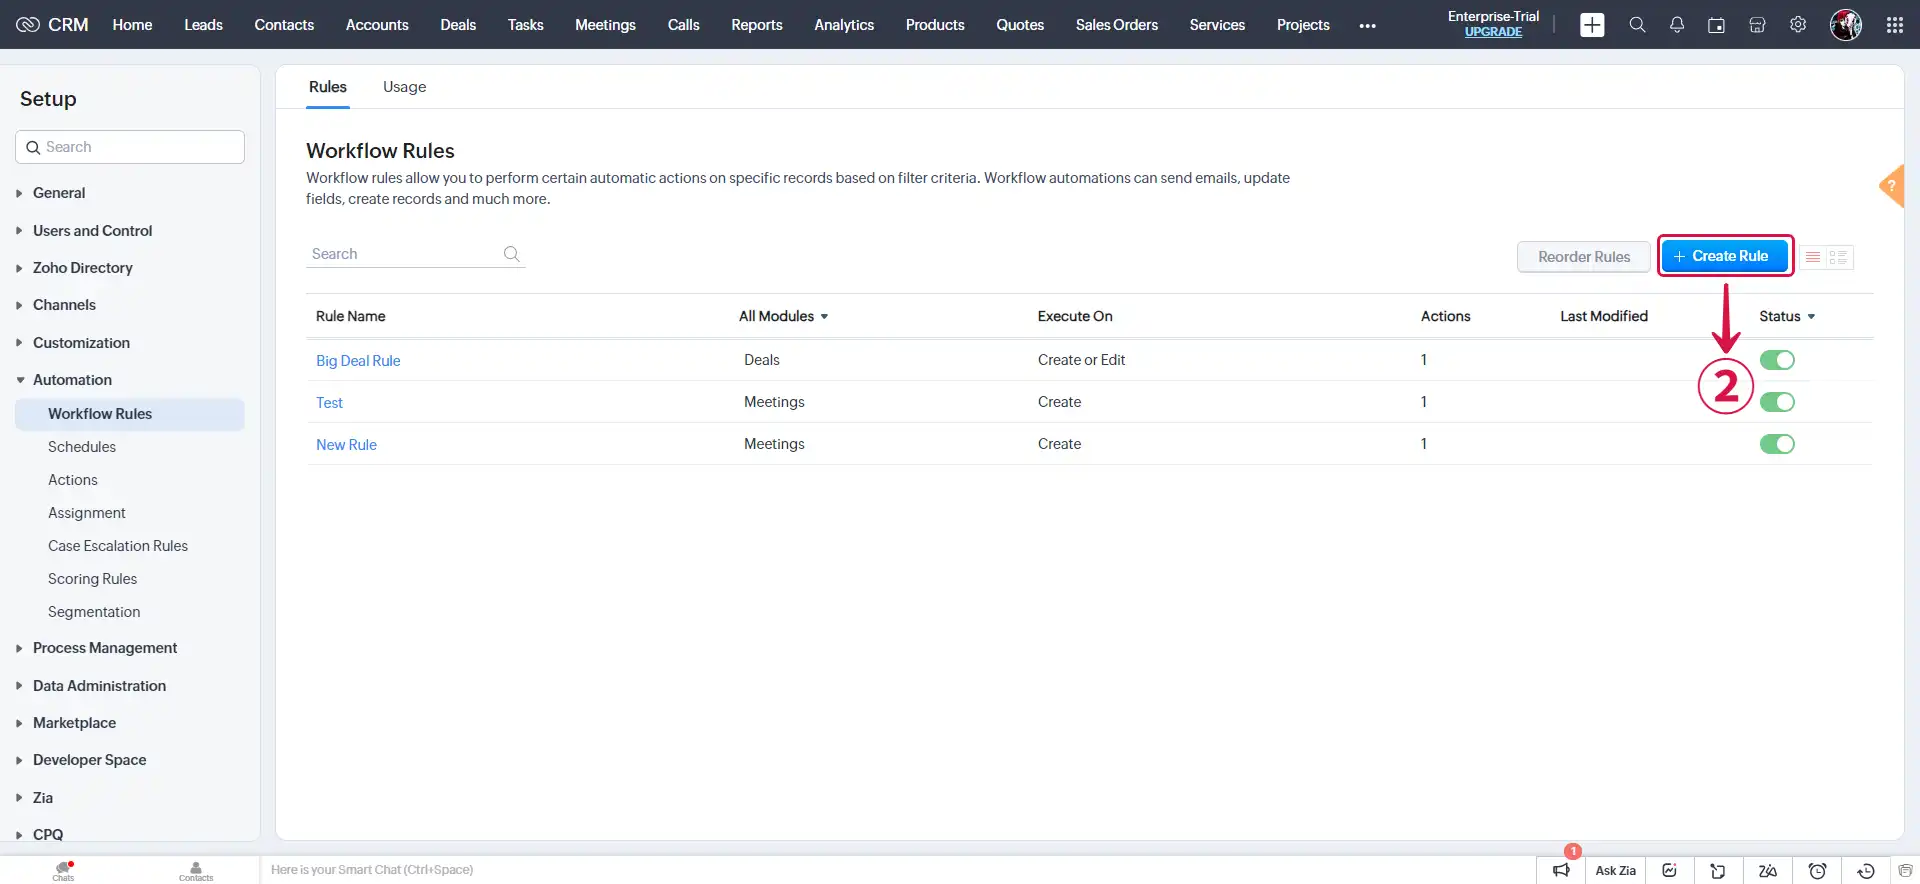 CRM Home Leads Contacts Accounts Deals Tasks Meetings Calls Reports Analytics Products Quotes Sales Orders Services Projects ••• Enterprise-Trial
UPGRADE
Setup
Search
General
Users and Control
Zoho Directory
Channels
Customization
Automation
Workflow Rules
Schedules
Actions
Assignment
Case Escalation Rules
Scoring Rules
Segmentation
Process Management
Data Administration
Marketplace
Developer Space
Zia
CPQ
Rules Usage
Workflow Rules
Workflow rules allow you to perform certain automatic actions on specific records based on filter criteria. Workflow automations can send emails, update
fields, create records and much more.
?
Search
Reorder Rules + Create Rule
Rule Name All Modules Execute On Actions Last Modified Status
Big Deal Rule Deals Create or Edit 1
2
Test Meetings Create 1
New Rule Meetings Create 1
Chats Contacts Here is your Smart Chat (Ctrl+Space) 1 Ask Zia